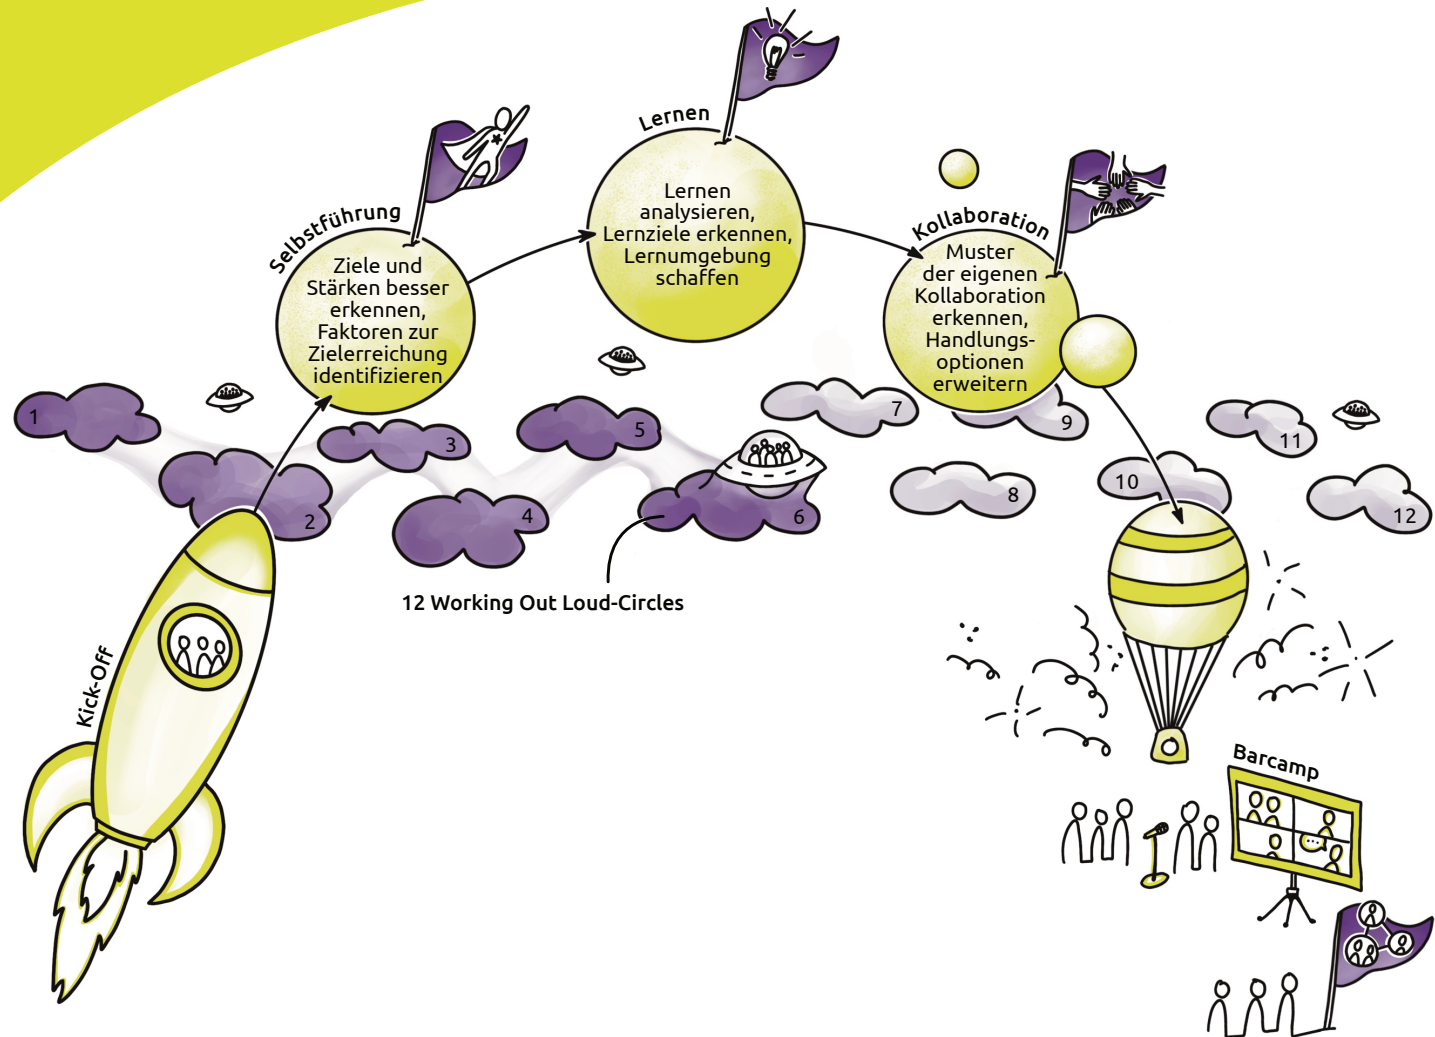 Lernen
Lernen
analysieren,
Lernziele erkennen,
Lernumgebung
schaffen
Selbstführung
Ziele und
Stärken besser
erkennen,
Faktoren zur
Zielerreichung
identifizieren
Kollaboration
Muster
der eigenen
Kollaboration
erkennen,
Handlungs-
optionen
erweitern
1
2
3
4
5
6
7
8
9
10
11
12
12 Working Out Loud-Circles
Kick-Off
Barcamp